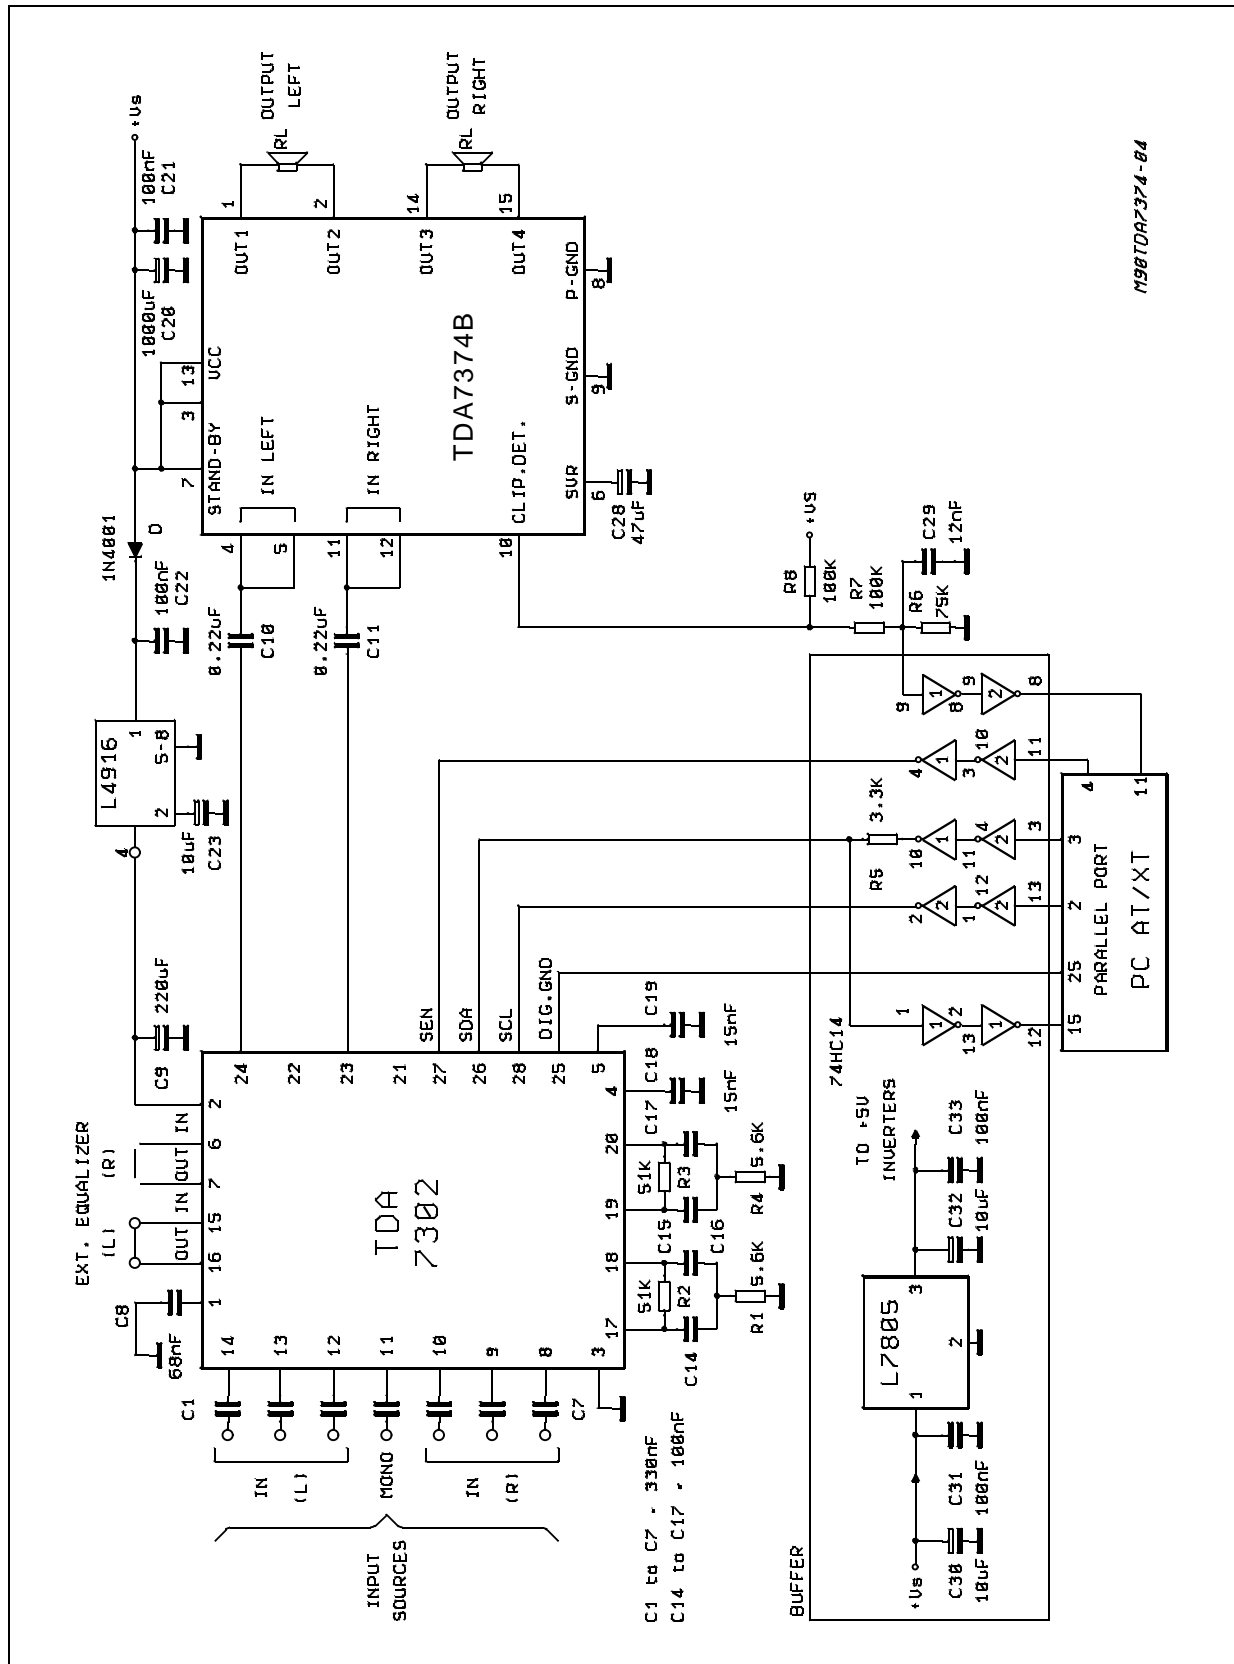 EXT. EQUALIZER
(L)
(R)
OUT
IN
OUT
IN
C8
68nF
1
16
15
7
6
2
C9
220uF
4
L4916
2
1
5-8
10uF
C23
100nF
C22
1N4001
D
1000uF
C20
100nF
C21
+Vs
INPUT
SOURCES
IN
(L)
MONO
IN
(R)
C1
C7
14
13
12
11
10
9
8
3
TDA
7302
24
22
23
21
27
26
28
25
5
SEN
SDA
SCL
DIG.GND
17
18
19
20
4
51K
R2
51K
R3
C14
C15
C16
C17
C18
C19
15nF
15nF
R1
5.6K
R4
5.6K
C1 to C7 = 330nF
C14 to C17 = 100nF
0.22uF
C10
0.22uF
C11
4
5
11
12
10
7
3
13
STAND-BY
VCC
IN LEFT
IN RIGHT
CLIP.DET.
TDA7374B
SVR
S-GND
P-GND
6
9
8
C28
47uF
OUT1
OUT2
OUT3
OUT4
1
2
14
15
RL
OUTPUT
LEFT
RL
OUTPUT
RIGHT
R8
100K
+VS
R7
100K
R6
75K
C29
12nF
BUFFER
+Vs
C30
10uF
C31
100nF
L7805
1
2
3
C32
10uF
C33
100nF
TO +5V
INVERTERS
74HC14
1
1
2
13
1
12
2
2
1
12
2
13
R5
3.3K
10
1
11
4
2
3
4
1
3
10
2
11
9
1
8
9
2
8
15
25
2
3
4
11
PARALLEL PART
PC AT/XT
M90TDA7374-04